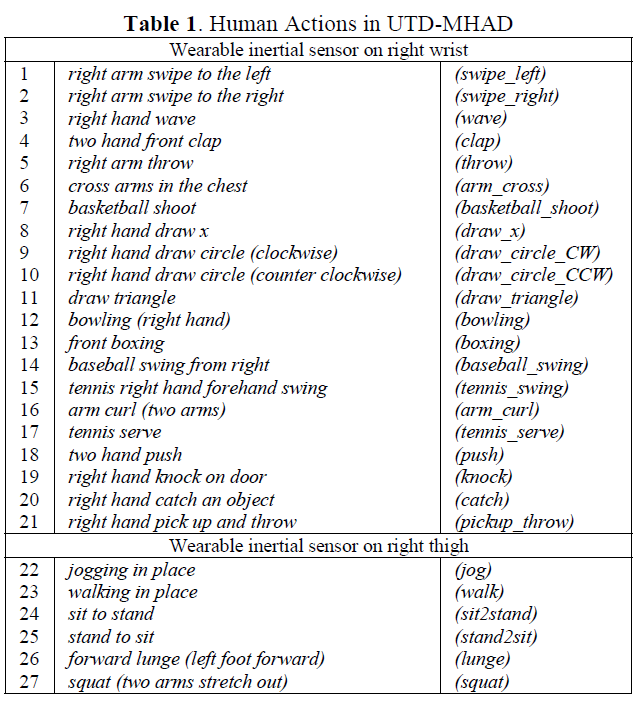 Table 1. Human Actions in UTD-MHAD
Wearable inertial sensor on right wrist
1 right arm swipe to the left (swipe_left)
2 right arm swipe to the right (swipe_right)
3 right hand wave (wave)
4 two hand front clap (clap)
5 right arm throw (throw)
6 cross arms in the chest (arm_cross)
7 basketball shoot (basketball_shoot)
8 right hand draw x (draw_x)
9 right hand draw circle (clockwise) (draw_circle_CW)
10 right hand draw circle (counter clockwise) (draw_circle_CCW)
11 draw triangle (draw_triangle)
12 bowling (right hand) (bowling)
13 front boxing (boxing)
14 baseball swing from right (baseball_swing)
15 tennis right hand forehand swing (tennis_swing)
16 arm curl (two arms) (arm_curl)
17 tennis serve (tennis_serve)
18 two hand push (push)
19 right hand knock on door (knock)
20 right hand catch an object (catch)
21 right hand pick up and throw (pickup_throw)
Wearable inertial sensor on right thigh
22 jogging in place (jog)
23 walking in place (walk)
24 sit to stand (sit2stand)
25 stand to sit (stand2sit)
26 forward lunge (left foot forward) (lunge)
27 squat (two arms stretch out) (squat)